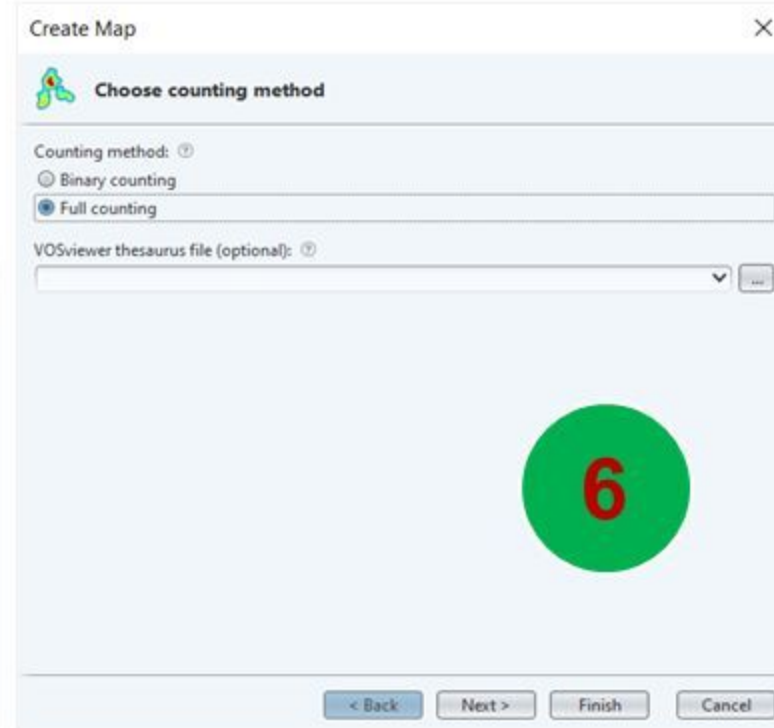 Create Map
Choose counting method
Counting method:
Binary counting
Full counting
VOSviewer thesaurus file (optional):
...
6
< Back Next > Finish Cancel